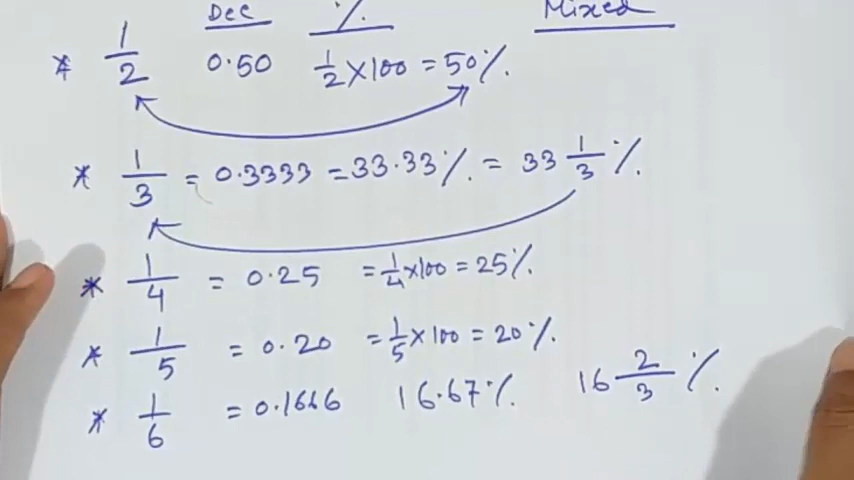 Dec % Mixed
* 1/2 0.50 1/2 × 100 = 50%.
* 1/3 = 0.3333 = 33.33%. = 33 1/3 %.
* 1/4 = 0.25 = 1/4 × 100 = 25%.
* 1/5 = 0.20 = 1/5 × 100 = 20%.
* 1/6 = 0.1666 16.67%. 16 2/3 %.